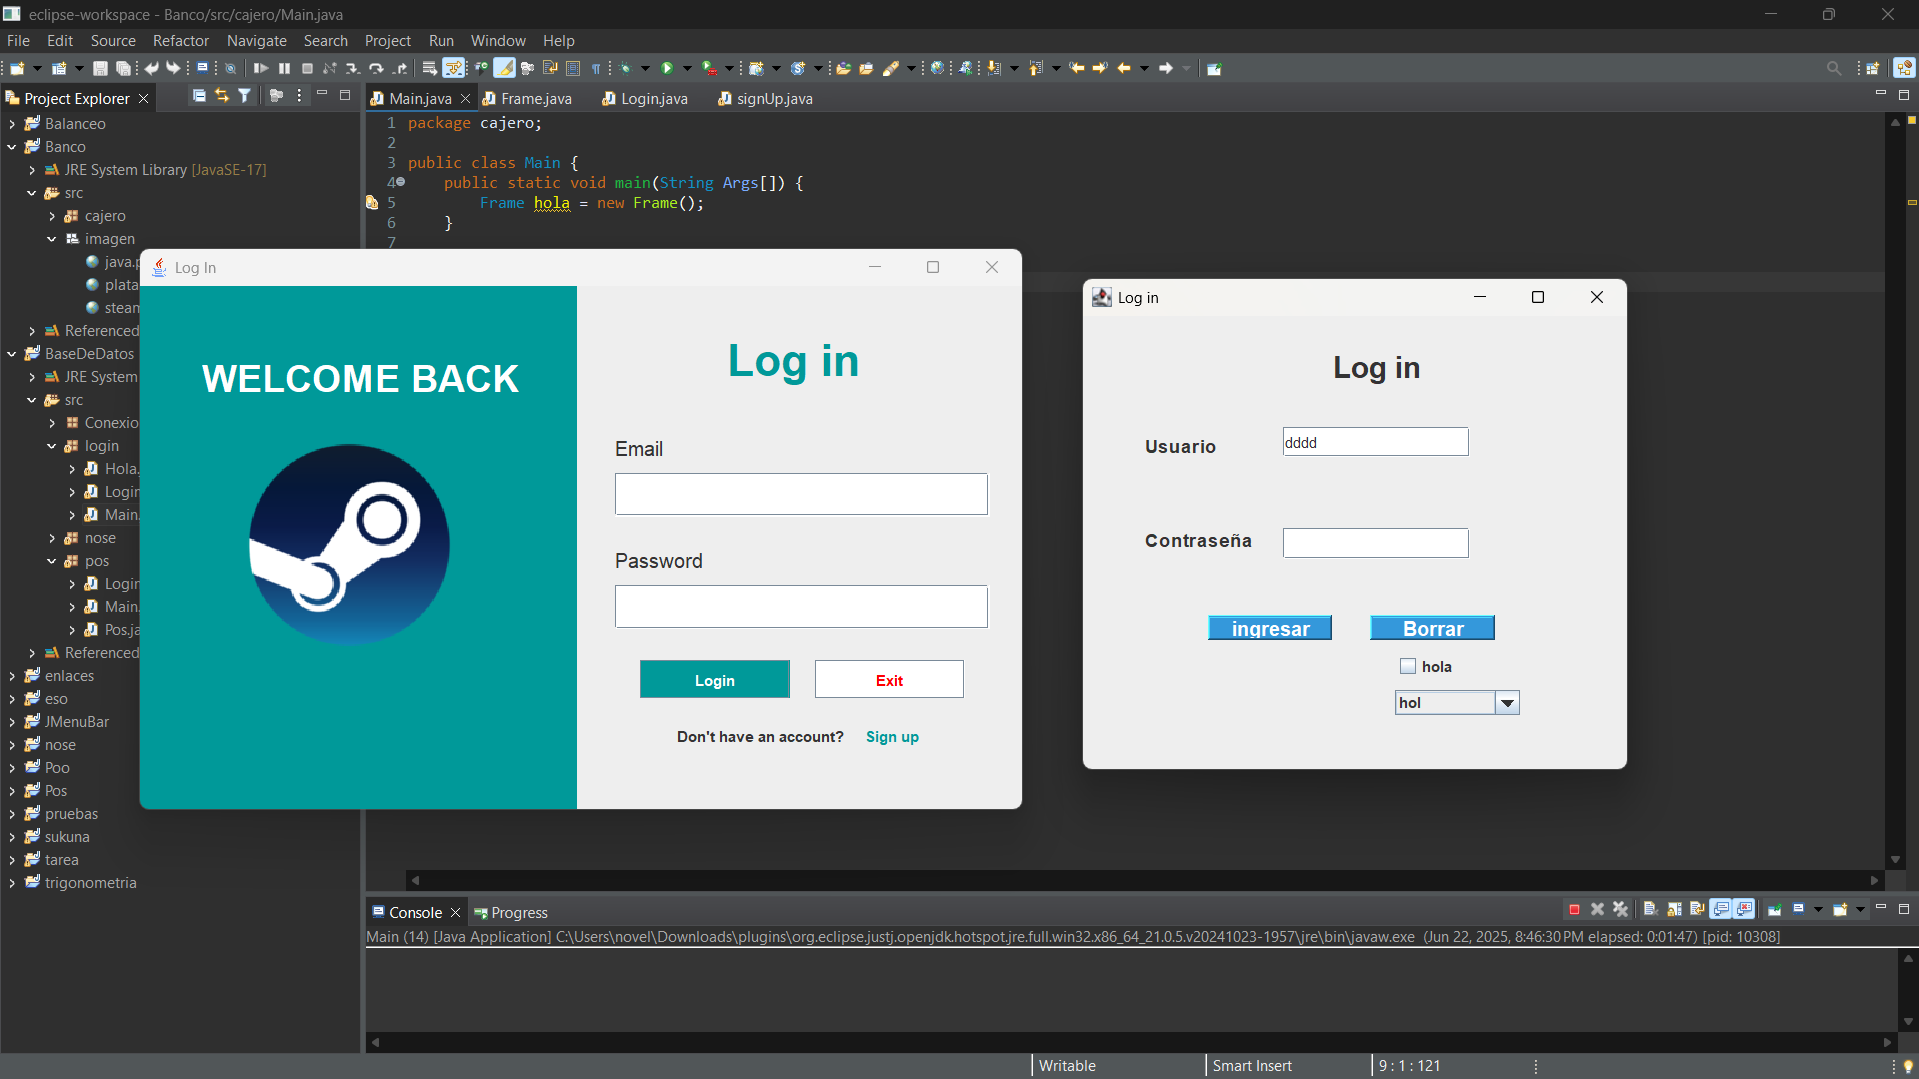 eclipse-workspace - Banco/src/cajero/Main.java
File Edit Source Refactor Navigate Search Project Run Window Help
Project Explorer
Main.java Frame.java Login.java signUp.java
Balanceo
Banco
JRE System Library [JavaSE-17]
src
cajero
imagen
java.p
plata
steam
Referenced
BaseDeDatos
JRE System
src
Conexio
login
Hola.
Login
Main.
nose
pos
Login
Main.
Pos.ja
Referenced
enlaces
eso
JMenuBar
nose
Poo
Pos
pruebas
sukuna
tarea
trigonometria
1 package cajero;
2
3 public class Main {
4 public static void main(String Args[]) {
5 Frame hola = new Frame();
6 }
7
Log In
WELCOME BACK
Log in
Email
Password
Login Exit
Don't have an account? Sign up
Log in
Log in
Usuario dddd
Contraseña
ingresar Borrar
hola
hol
Console Progress
Main (14) [Java Application] C:\Users\novel\Downloads\plugins\org.eclipse.justj.openjdk.hotspot.jre.full.win32.x86_64_21.0.5.v20241023-1957\jre\bin\javaw.exe (Jun 22, 2025, 8:46:30 PM elapsed: 0:01:47) [pid: 10308]
Writable Smart Insert 9 : 1 : 121